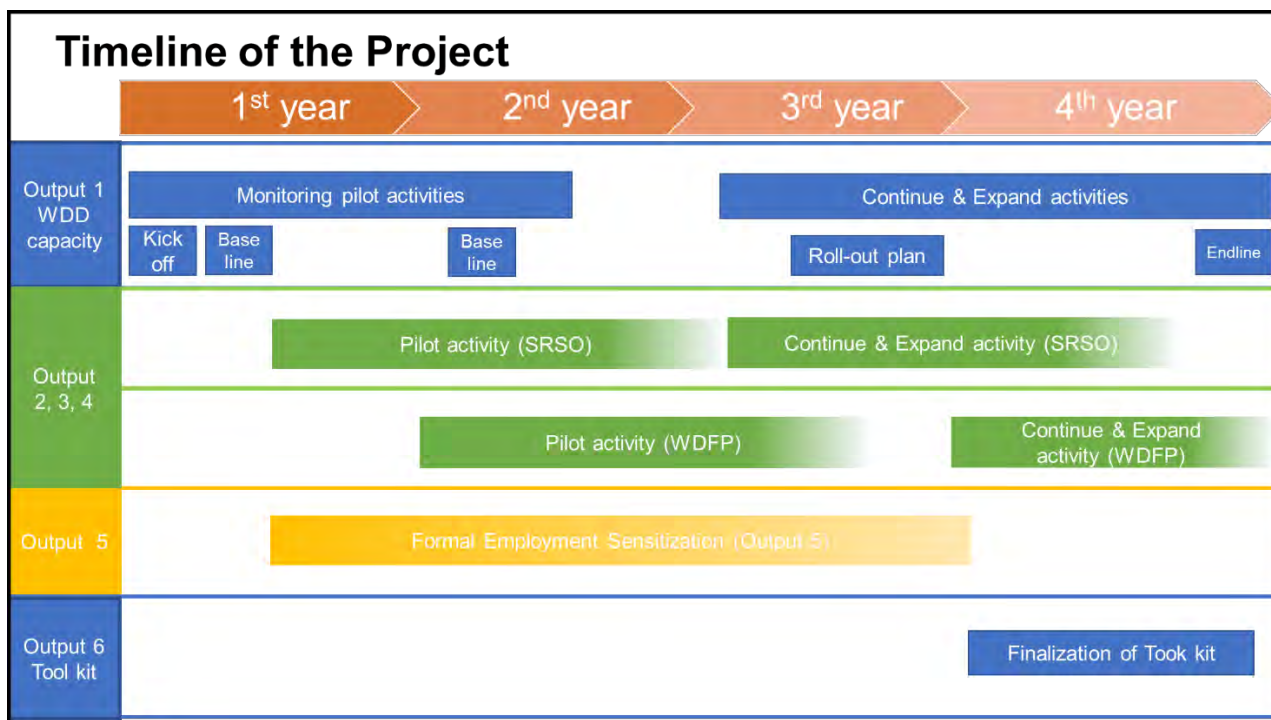 Timeline of the Project
1st year
2nd year
3rd year
4th year
Output 1
WDD
capacity
Monitoring pilot activities
Continue & Expand activities
Kick
off
Base
line
Base
line
Roll-out plan
Endline
Output
2, 3, 4
Pilot activity (SRSO)
Continue & Expand activity (SRSO)
Pilot activity (WDFP)
Continue & Expand
activity (WDFP)
Output 5
Formal Employment Sensitization (Output 5)
Output 6
Tool kit
Finalization of Took kit